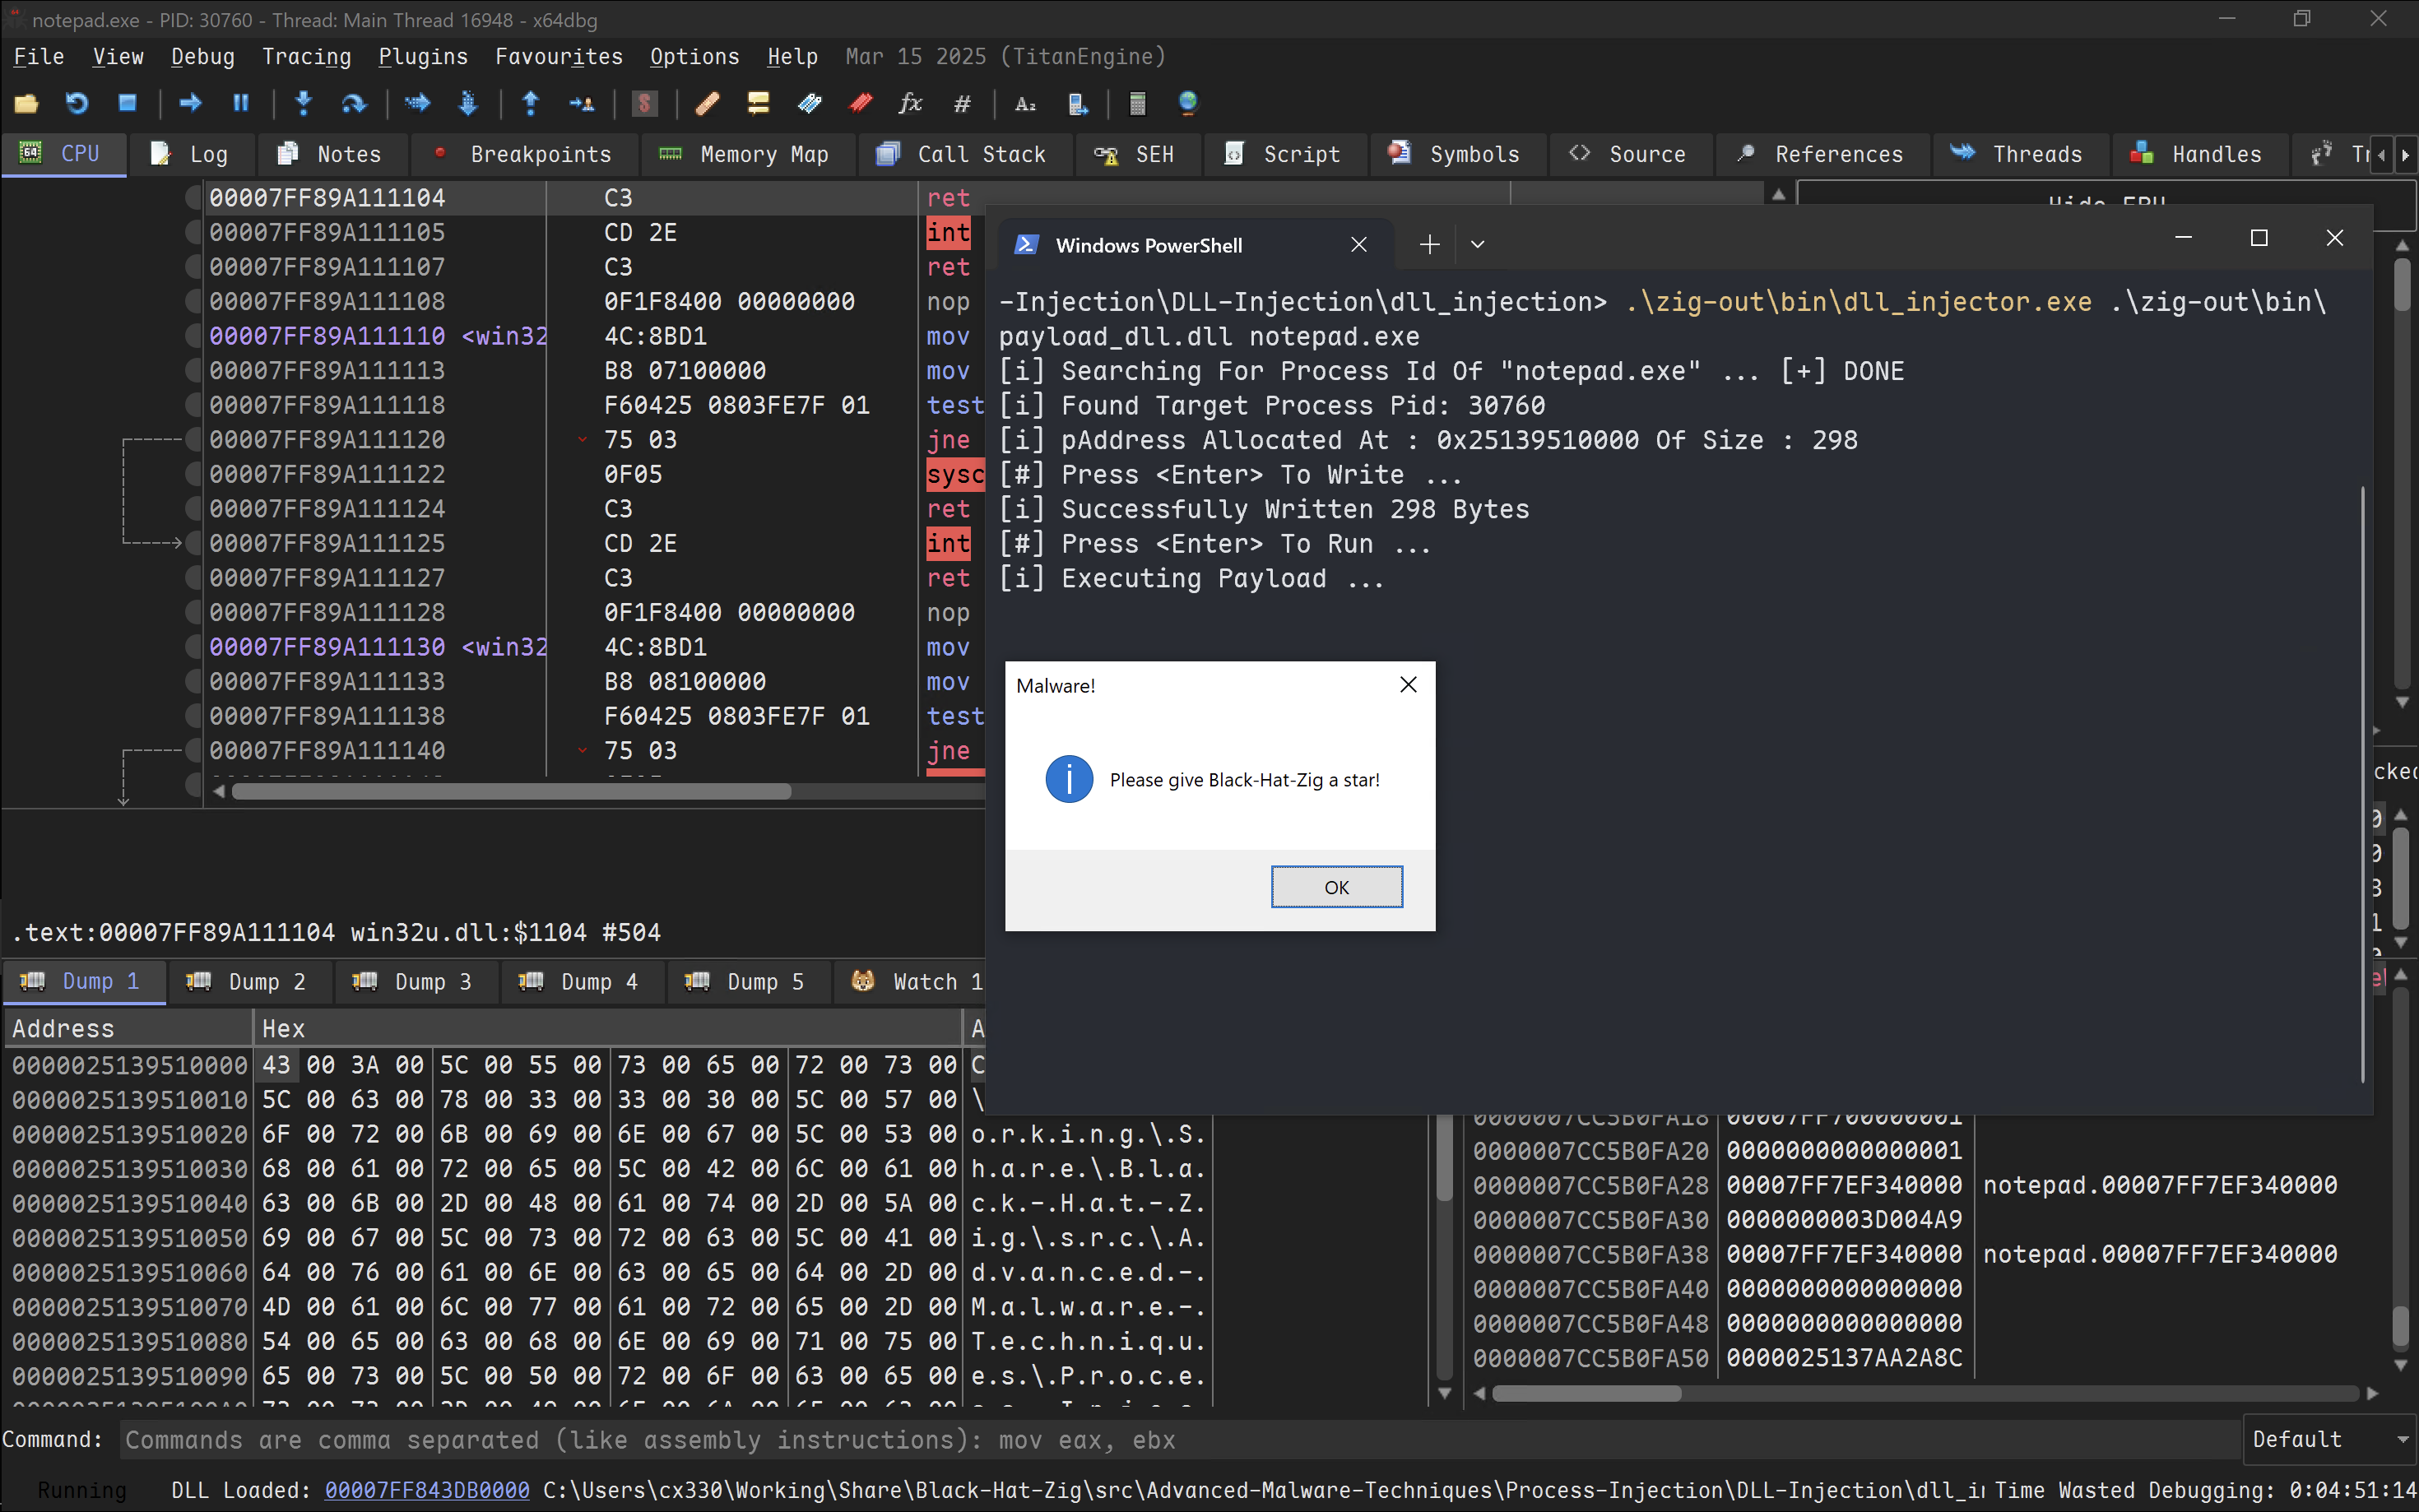 notepad.exe - PID: 30760 - Thread: Main Thread 16948 - x64dbg
File View Debug Tracing Plugins Favourites Options Help Mar 15 2025 (TitanEngine)
CPU Log Notes Breakpoints Memory Map Call Stack SEH Script Symbols Source References Threads Handles
00007FF89A111104 C3 ret
00007FF89A111105 CD 2E int
00007FF89A111107 C3 ret
00007FF89A111108 0F1F8400 00000000 nop
00007FF89A111110 <win32 4C:8BD1 mov
00007FF89A111113 B8 07100000 mov
00007FF89A111118 F60425 0803FE7F 01 test
00007FF89A111120 75 03 jne
00007FF89A111122 0F05 sysc
00007FF89A111124 C3 ret
00007FF89A111125 CD 2E int
00007FF89A111127 C3 ret
00007FF89A111128 0F1F8400 00000000 nop
00007FF89A111130 <win32 4C:8BD1 mov
00007FF89A111133 B8 08100000 mov
00007FF89A111138 F60425 0803FE7F 01 test
00007FF89A111140 75 03 jne
.text:00007FF89A111104 win32u.dll:$1104 #504
Windows PowerShell
-Injection\DLL-Injection\dll_injection> .\zig-out\bin\dll_injector.exe .\zig-out\bin\
payload_dll.dll notepad.exe
[i] Searching For Process Id Of "notepad.exe" ... [+] DONE
[i] Found Target Process Pid: 30760
[i] pAddress Allocated At : 0x25139510000 Of Size : 298
[#] Press <Enter> To Write ...
[i] Successfully Written 298 Bytes
[#] Press <Enter> To Run ...
[i] Executing Payload ...
Malware!
Please give Black-Hat-Zig a star!
OK
Dump 1 Dump 2 Dump 3 Dump 4 Dump 5 Watch 1
Address Hex A
0000025139510000 43 00 3A 00 5C 00 55 00 73 00 65 00 72 00 73 00 C
0000025139510010 5C 00 63 00 78 00 33 00 33 00 30 00 5C 00 57 00 \
0000025139510020 6F 00 72 00 6B 00 69 00 6E 00 67 00 5C 00 53 00 o.r.k.i.n.g.\.S.
0000025139510030 68 00 61 00 72 00 65 00 5C 00 42 00 6C 00 61 00 h.a.r.e.\.B.l.a.
0000025139510040 63 00 6B 00 2D 00 48 00 61 00 74 00 2D 00 5A 00 c.k.-.H.a.t.-.Z.
0000025139510050 69 00 67 00 5C 00 73 00 72 00 63 00 5C 00 41 00 i.g.\.s.r.c.\.A.
0000025139510060 64 00 76 00 61 00 6E 00 63 00 65 00 64 00 2D 00 d.v.a.n.c.e.d.-.
0000025139510070 4D 00 61 00 6C 00 77 00 61 00 72 00 65 00 2D 00 M.a.l.w.a.r.e.-.
0000025139510080 54 00 65 00 63 00 68 00 6E 00 69 00 71 00 75 00 T.e.c.h.n.i.q.u.
0000025139510090 65 00 73 00 5C 00 50 00 72 00 6F 00 63 00 65 00 e.s.\.P.r.o.c.e.
0000007CC5B0FA20 0000000000000001
0000007CC5B0FA28 00007FF7EF340000 notepad.00007FF7EF340000
0000007CC5B0FA30 0000000003D004A9
0000007CC5B0FA38 00007FF7EF340000 notepad.00007FF7EF340000
0000007CC5B0FA40 0000000000000000
0000007CC5B0FA48 0000000000000000
0000007CC5B0FA50 0000025137AA2A8C
Command: Commands are comma separated (like assembly instructions): mov eax, ebx Default
Running DLL Loaded: 00007FF843DB0000 C:\Users\cx330\Working\Share\Black-Hat-Zig\src\Advanced-Malware-Techniques\Process-Injection\DLL-Injection\dll_i Time Wasted Debugging: 0:04:51:14